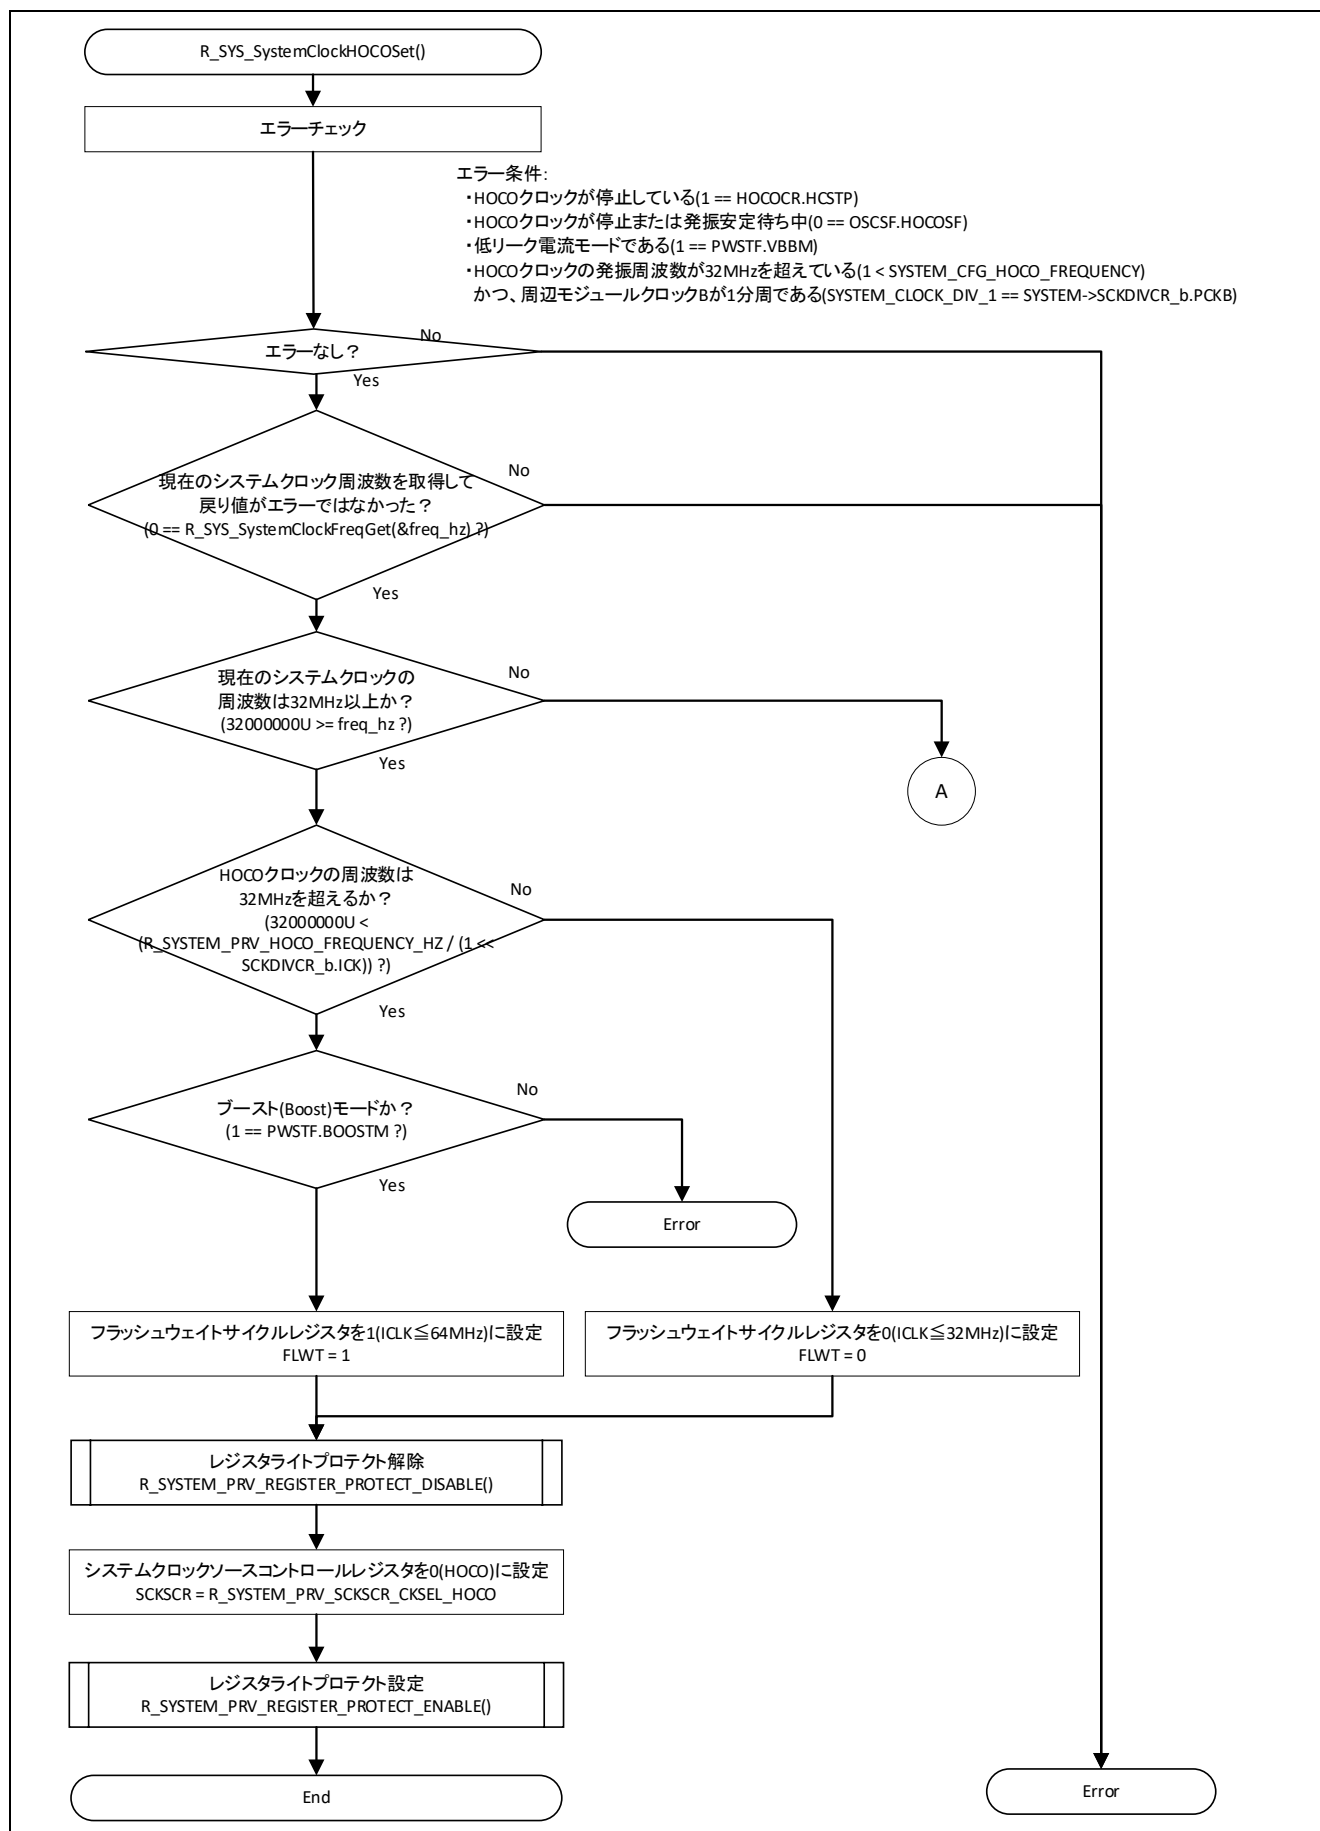 R_SYS_SystemClockHOCOSet()
エラーチェック
エラー条件:
・HOCOクロックが停止している(1 == HOCOCR.HCSTP)
・HOCOクロックが停止または発振安定待ち中(0 == OSCSF.HOCOSF)
・低リーク電流モードである(1 == PWSTF.VBBM)
・HOCOクロックの発振周波数が32MHzを超えている(1 < SYSTEM_CFG_HOCO_FREQUENCY)
かつ、周辺モジュールクロックBが1分周である(SYSTEM_CLOCK_DIV_1 == SYSTEM->SCKDIVCR_b.PCKB)
エラーなし？
No
Yes
現在のシステムクロック周波数を取得して
戻り値がエラーではなかった？
(0 == R_SYS_SystemClockFreqGet(&freq_hz) ?)
No
Yes
現在のシステムクロックの
周波数は32MHz以上か？
(32000000U >= freq_hz ?)
No
Yes
A
HOCOクロックの周波数は
32MHzを超えるか？
(32000000U <
(R_SYSTEM_PRV_HOCO_FREQUENCY_HZ / (1 <<
SCKDIVCR_b.ICK)) ?)
No
Yes
ブースト(Boost)モードか？
(1 == PWSTF.BOOSTM ?)
No
Yes
Error
フラッシュウェイトサイクルレジスタを1(ICLK≦64MHz)に設定
FLWT = 1
フラッシュウェイトサイクルレジスタを0(ICLK≦32MHz)に設定
FLWT = 0
レジスタライトプロテクト解除
R_SYSTEM_PRV_REGISTER_PROTECT_DISABLE()
システムクロックソースコントロールレジスタを0(HOCO)に設定
SCKSCR = R_SYSTEM_PRV_SCKSCR_CKSEL_HOCO
レジスタライトプロテクト設定
R_SYSTEM_PRV_REGISTER_PROTECT_ENABLE()
End
Error